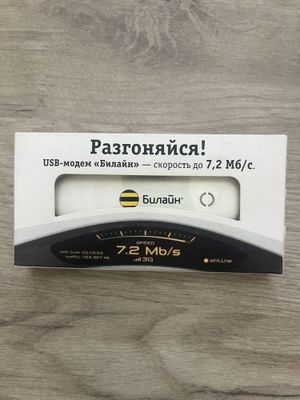 Разгоняйся!
USB-модем «Билайн» — скорость до 7,2 Мб/с.
Билайн®
SPEED
7.2 Mb/s
3G
online